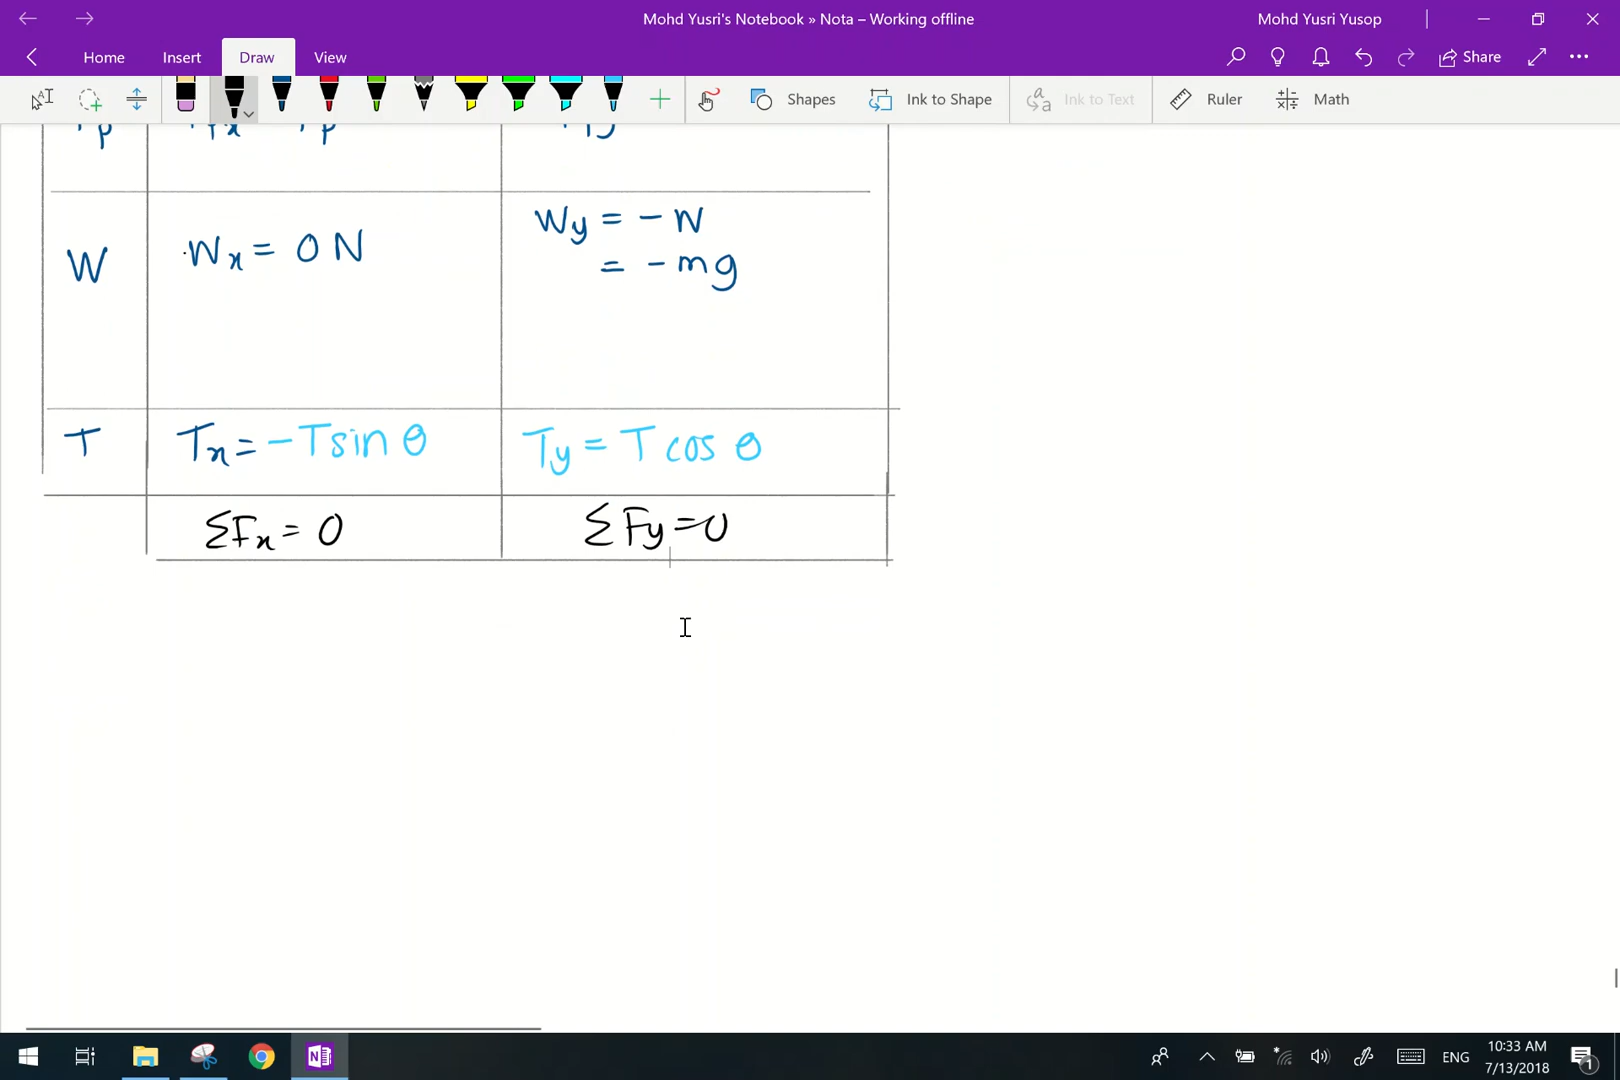 Mohd Yusri's Notebook » Nota – Working offline
Mohd Yusri Yusop
Home Insert Draw View
Share
Shapes Ink to Shape Ink to Text Ruler Math
W Wx = 0 N Wy = - W
= - mg
T Tx = - T sin θ Ty = T cos θ
ΣFx = 0 ΣFy = 0
ENG
10:33 AM
7/13/2018